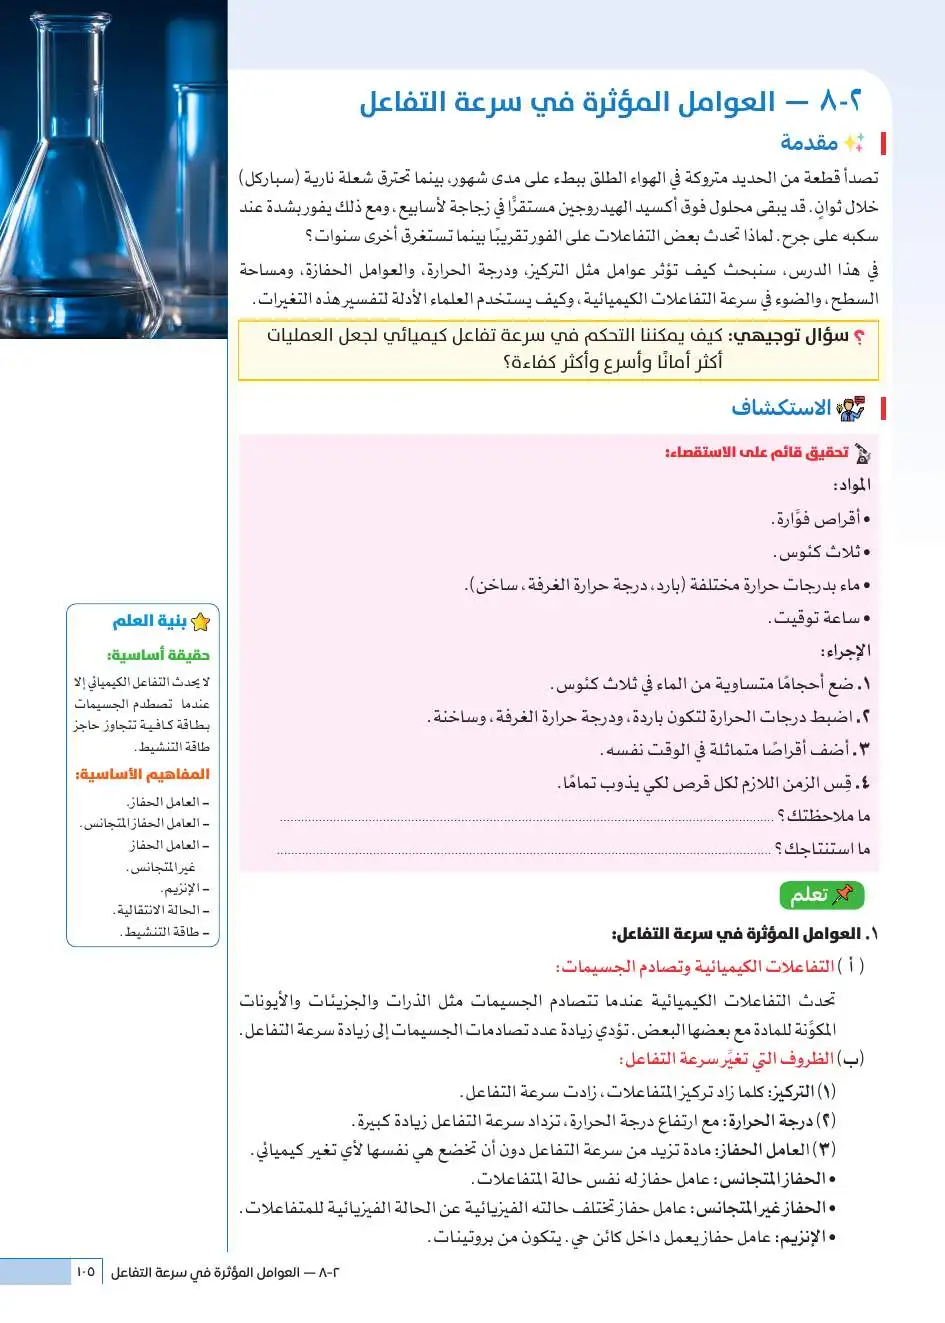 ٢-٨ — العوامل المؤثرة في سرعة التفاعل
مقدمة
تصدأ قطعة من الحديد متروكة في الهواء الطلق ببطء على مدى شهور، بينما تحترق شعلة نارية (سباركل)
خلال ثوانٍ. قد يبقى محلول فوق أكسيد الهيدروجين مستقرًّا في زجاجة لأسابيع، ومع ذلك يفور بشدة عند
سكبه على جرح. لماذا تحدث بعض التفاعلات على الفور تقريبًا بينما تستغرق أخرى سنوات؟
في هذا الدرس، سنبحث كيف تؤثر عوامل مثل التركيز، ودرجة الحرارة، والعوامل الحفازة، ومساحة
السطح، والضوء في سرعة التفاعلات الكيميائية، وكيف يستخدم العلماء الأدلة لتفسير هذه التغيرات.
؟ سؤال توجيهي: كيف يمكننا التحكم في سرعة تفاعل كيميائي لجعل العمليات
أكثر أمانًا وأسرع وأكثر كفاءة؟
الاستكشاف
تحقيق قائم على الاستقصاء:
المواد:
• أقراص فوَّارة.
• ثلاث كئوس.
• ماء بدرجات حرارة مختلفة (بارد، درجة حرارة الغرفة، ساخن).
• ساعة توقيت.
الإجراء:
١. ضع أحجامًا متساوية من الماء في ثلاث كئوس.
٢. اضبط درجات الحرارة لتكون باردة، ودرجة حرارة الغرفة، وساخنة.
٣. أضف أقراصًا متماثلة في الوقت نفسه.
٤. قِس الزمن اللازم لكل قرص لكي يذوب تمامًا.
ما ملاحظتك؟
ما استنتاجك؟
تعلم
١. العوامل المؤثرة في سرعة التفاعل:
( أ ) التفاعلات الكيميائية وتصادم الجسيمات:
تحدث التفاعلات الكيميائية عندما تتصادم الجسيمات مثل الذرات والجزيئات والأيونات
المكوِّنة للمادة مع بعضها البعض. تؤدي زيادة عدد تصادمات الجسيمات إلى زيادة سرعة التفاعل.
(ب) الظروف التي تغيِّر سرعة التفاعل:
(١) التركيز: كلما زاد تركيز المتفاعلات، زادت سرعة التفاعل.
(٢) درجة الحرارة: مع ارتفاع درجة الحرارة، تزداد سرعة التفاعل زيادة كبيرة.
(٣) العامل الحفاز: مادة تزيد من سرعة التفاعل دون أن تخضع هي نفسها لأي تغير كيميائي.
• الحفاز المتجانس: عامل حفاز له نفس حالة المتفاعلات.
• الحفاز غير المتجانس: عامل حفاز تختلف حالته الفيزيائية عن الحالة الفيزيائية للمتفاعلات.
• الإنزيم: عامل حفاز يعمل داخل كائن حي. يتكون من بروتينات.
بنية العلم
حقيقة أساسية:
لا يحدث التفاعل الكيميائي إلا
عندما تصطدم الجسيمات
بطاقة كافية تتجاوز حاجز
طاقة التنشيط.
المفاهيم الأساسية:
– العامل الحفاز.
– العامل الحفاز المتجانس.
– العامل الحفاز
غير المتجانس.
– الإنزيم.
– الحالة الانتقالية.
– طاقة التنشيط.
٢-٨ — العوامل المؤثرة في سرعة التفاعل
١٠٥